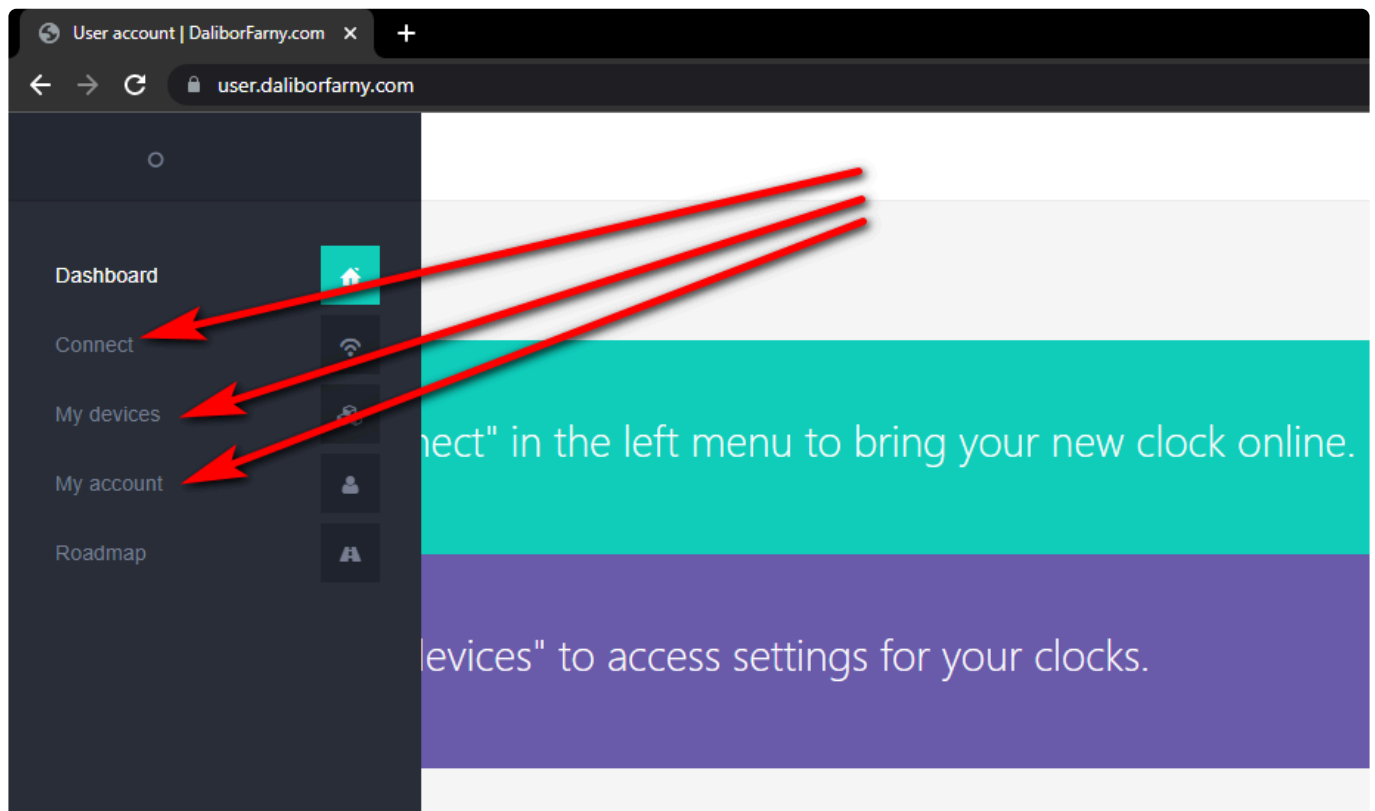 User account | DaliborFarny.com
user.daliborfarny.com
Dashboard
Connect
My devices
My account
Roadmap
nect" in the left menu to bring your new clock online.
levices" to access settings for your clocks.